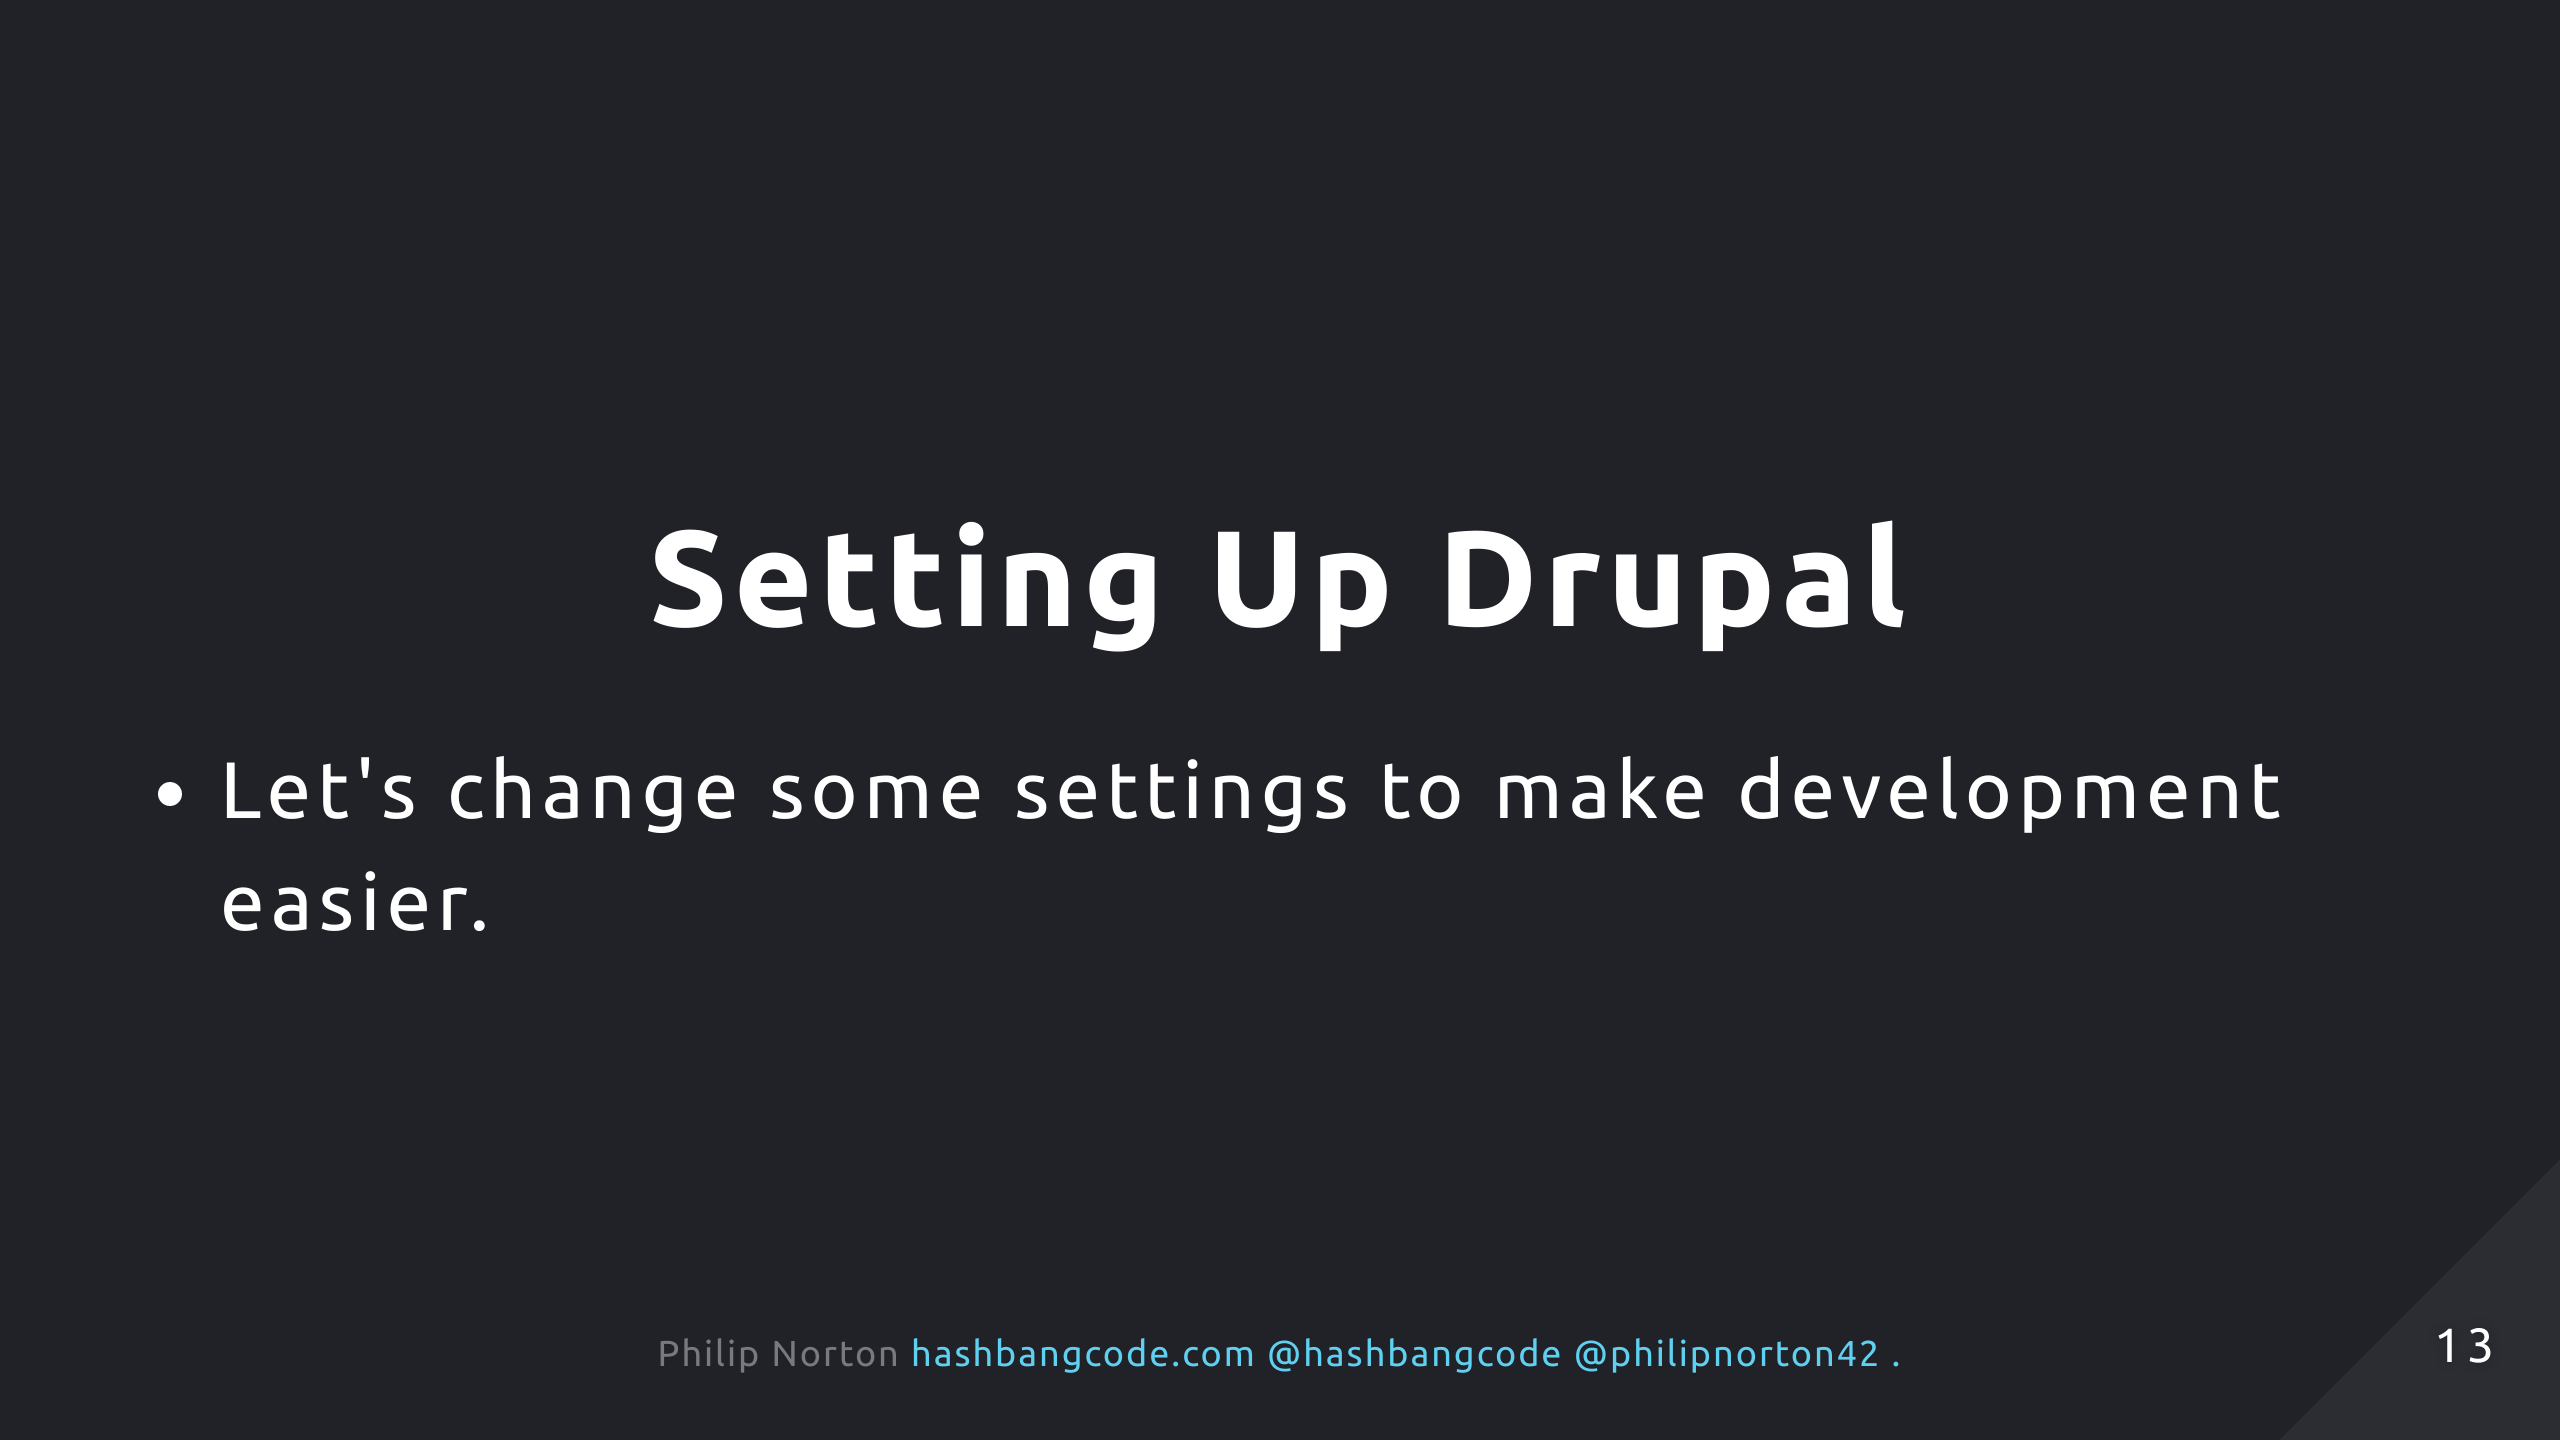 Setting Up Drupal
• Let's change some settings to make development
easier.
Philip Norton hashbangcode.com @hashbangcode @philipnorton42 .
13